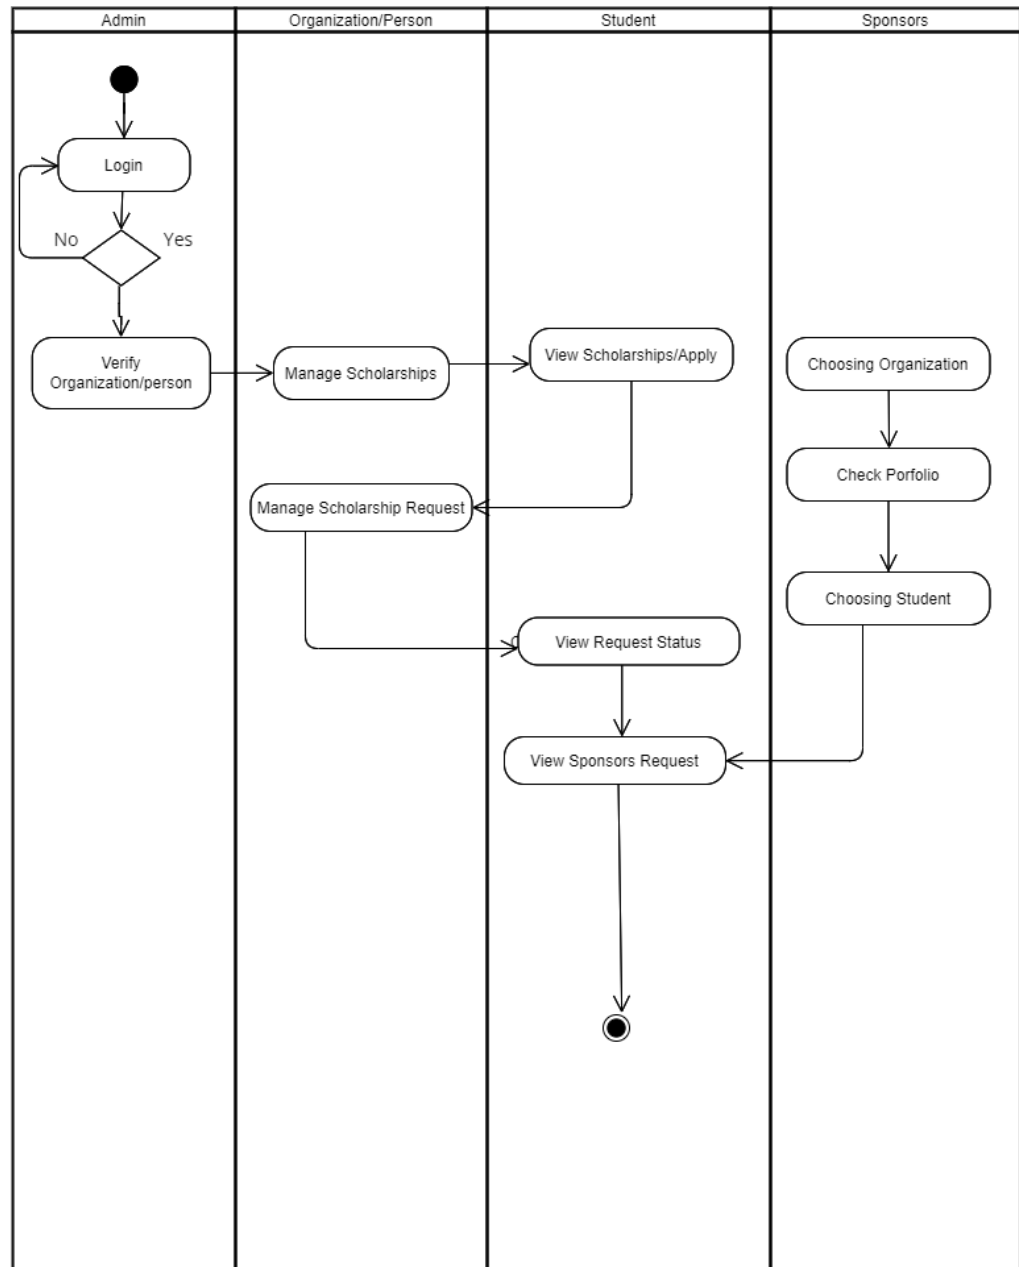 Admin
Organization/Person
Student
Sponsors
Login
No
Yes
Verify
Organization/person
Manage Scholarships
View Scholarships/Apply
Choosing Organization
Check Porfolio
Manage Scholarship Request
Choosing Student
View Request Status
View Sponsors Request